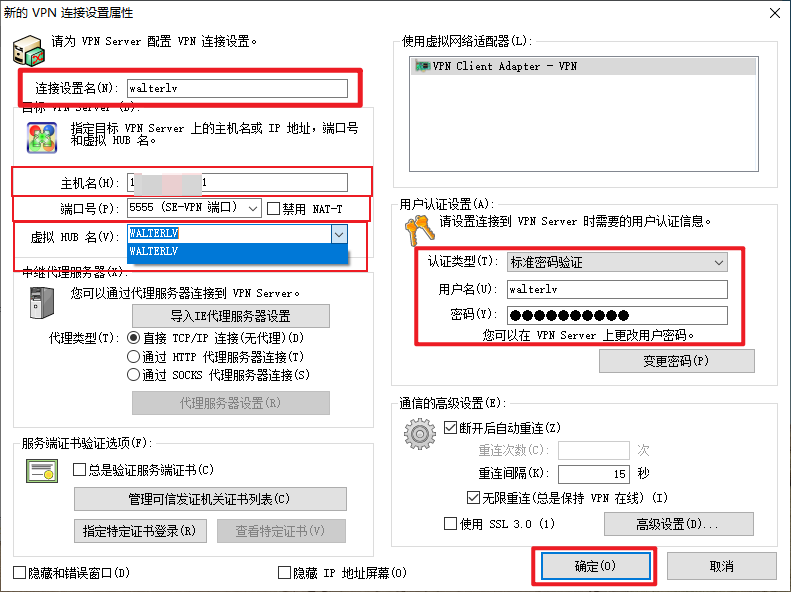 新的 VPN 连接设置属性
请为 VPN Server 配置 VPN 连接设置。
连接设置名(N):
walterlv
目标 VPN Server (D):
指定目标 VPN Server 上的主机名或 IP 地址，端口号
和虚拟 HUB 名。
主机名(H):
1 1
端口号(P):
5555 (SE-VPN 端口)
禁用 NAT-T
虚拟 HUB 名(V):
WALTERLV
WALTERLV
中继代理服务器(X):
您可以通过代理服务器连接到 VPN Server。
导入IE代理服务器设置
代理类型(T):
直接 TCP/IP 连接(无代理)(D)
通过 HTTP 代理服务器连接(T)
通过 SOCKS 代理服务器连接(S)
代理服务器设置(R)
服务端证书验证选项(F):
总是验证服务端证书(C)
管理可信发证机关证书列表(C)
指定特定证书登录(R)
查看特定证书(V)
隐藏和错误窗口(D)
隐藏 IP 地址屏幕(O)
使用虚拟网络适配器(L):
VPN Client Adapter - VPN
用户认证设置(A):
请设置连接到 VPN Server 时需要的用户认证信息。
认证类型(T):
标准密码验证
用户名(U):
walterlv
密码(Y):
●●●●●●●●●●
您可以在 VPN Server 上更改用户密码。
变更密码(P)
通信的高级设置(E):
断开后自动重连(Z)
重连次数(C):
次
重连间隔(K):
15
秒
无限重连(总是保持 VPN 在线) (I)
使用 SSL 3.0 (1)
高级设置(D)...
确定(O)
取消